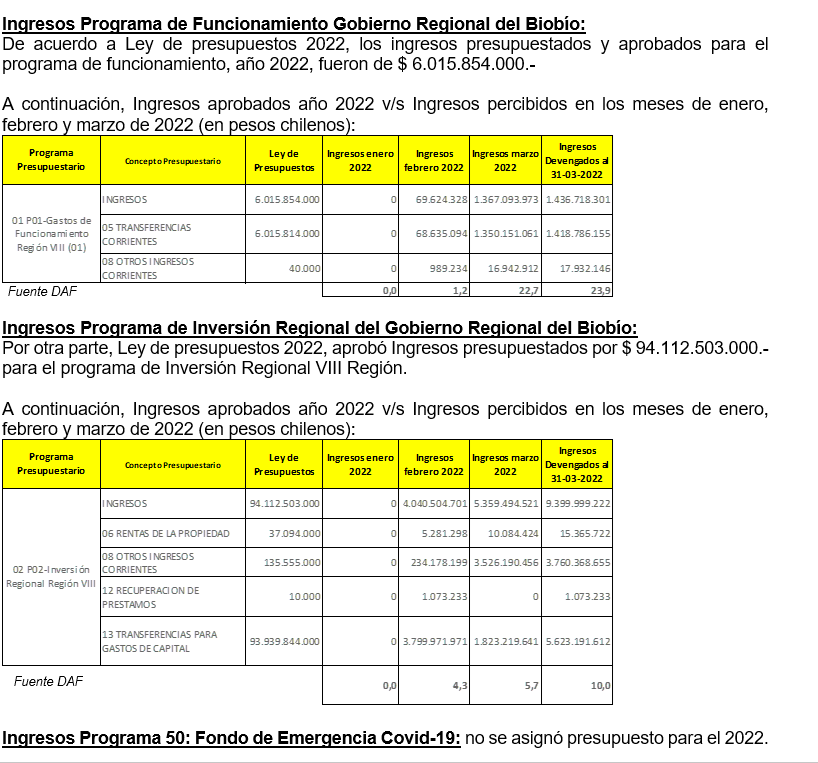 Ingresos Programa de Funcionamiento Gobierno Regional del Biobío:
De acuerdo a Ley de presupuestos 2022, los ingresos presupuestados y aprobados para el
programa de funcionamiento, año 2022, fueron de $ 6.015.854.000.-
A continuación, Ingresos aprobados año 2022 v/s Ingresos percibidos en los meses de enero,
febrero y marzo de 2022 (en pesos chilenos):
Programa Presupuestario Concepto Presupuestario Ley de Presupuestos Ingresos enero 2022 Ingresos febrero 2022 Ingresos marzo 2022 Ingresos Devengados al 31-03-2022
01 P01-Gastos de Funcionamiento Región VIII (01)
INGRESOS 6.015.854.000 0 69.624.328 1.367.093.973 1.436.718.301
05 TRANSFERENCIAS CORRIENTES 6.015.814.000 0 68.635.094 1.350.151.061 1.418.786.155
08 OTROS INGRESOS CORRIENTES 40.000 0 989.234 16.942.912 17.932.146
Fuente DAF 0,0 1,2 22,7 23,9
Ingresos Programa de Inversión Regional del Gobierno Regional del Biobío:
Por otra parte, Ley de presupuestos 2022, aprobó Ingresos presupuestados por $ 94.112.503.000.-
para el programa de Inversión Regional VIII Región.
A continuación, Ingresos aprobados año 2022 v/s Ingresos percibidos en los meses de enero,
febrero y marzo de 2022 (en pesos chilenos):
Programa Presupuestario Concepto Presupuestario Ley de Presupuestos Ingresos enero 2022 Ingresos febrero 2022 Ingresos marzo 2022 Ingresos Devengados al 31-03-2022
02 P02-Inversión Regional Región VIII
INGRESOS 94.112.503.000 0 4.040.504.701 5.359.494.521 9.399.999.222
06 RENTAS DE LA PROPIEDAD 37.094.000 0 5.281.298 10.084.424 15.365.722
08 OTROS INGRESOS CORRIENTES 135.555.000 0 234.178.199 3.526.190.456 3.760.368.655
12 RECUPERACION DE PRESTAMOS 10.000 0 1.073.233 0 1.073.233
13 TRANSFERENCIAS PARA GASTOS DE CAPITAL 93.939.844.000 0 3.799.971.971 1.823.219.641 5.623.191.612
Fuente DAF 0,0 4,3 5,7 10,0
Ingresos Programa 50: Fondo de Emergencia Covid-19: no se asignó presupuesto para el 2022.